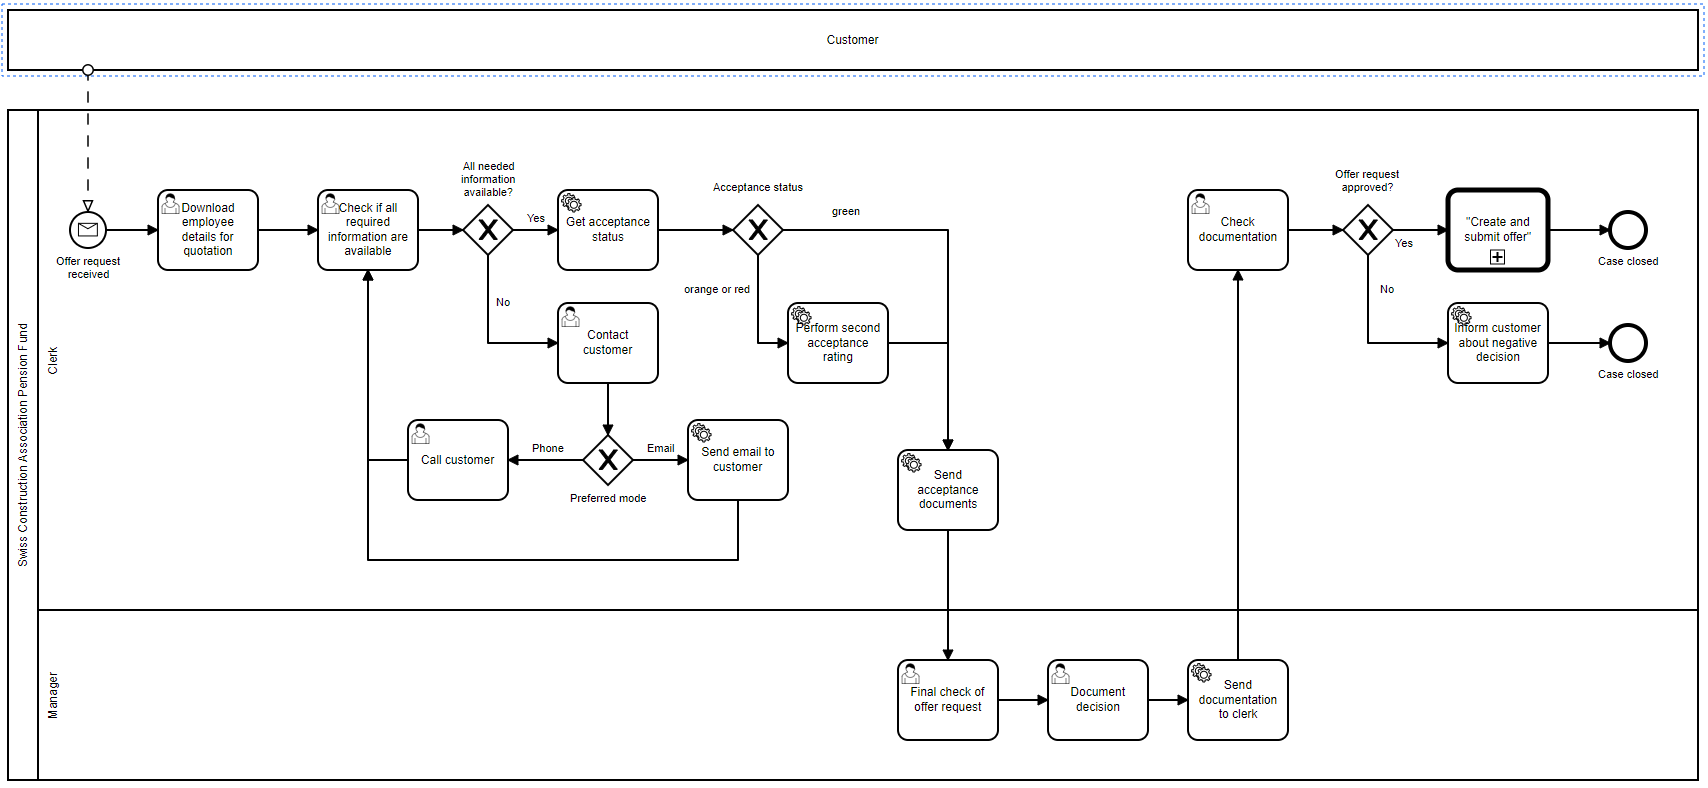 Customer
Swiss Construction Association Pension Fund
Clerk
Offer request
received
Download
employee
details for
quotation
Check if all
required
information are
available
All needed
information
available?
Yes
No
Get acceptance
status
Acceptance status
green
orange or red
Contact
customer
Perform second
acceptance
rating
Call customer
Phone
Email
Preferred mode
Send email to
customer
Send
acceptance
documents
Check
documentation
Offer request
approved?
Yes
No
"Create and
submit offer"
Case closed
Inform customer
about negative
decision
Case closed
Manager
Final check of
offer request
Document
decision
Send
documentation
to clerk